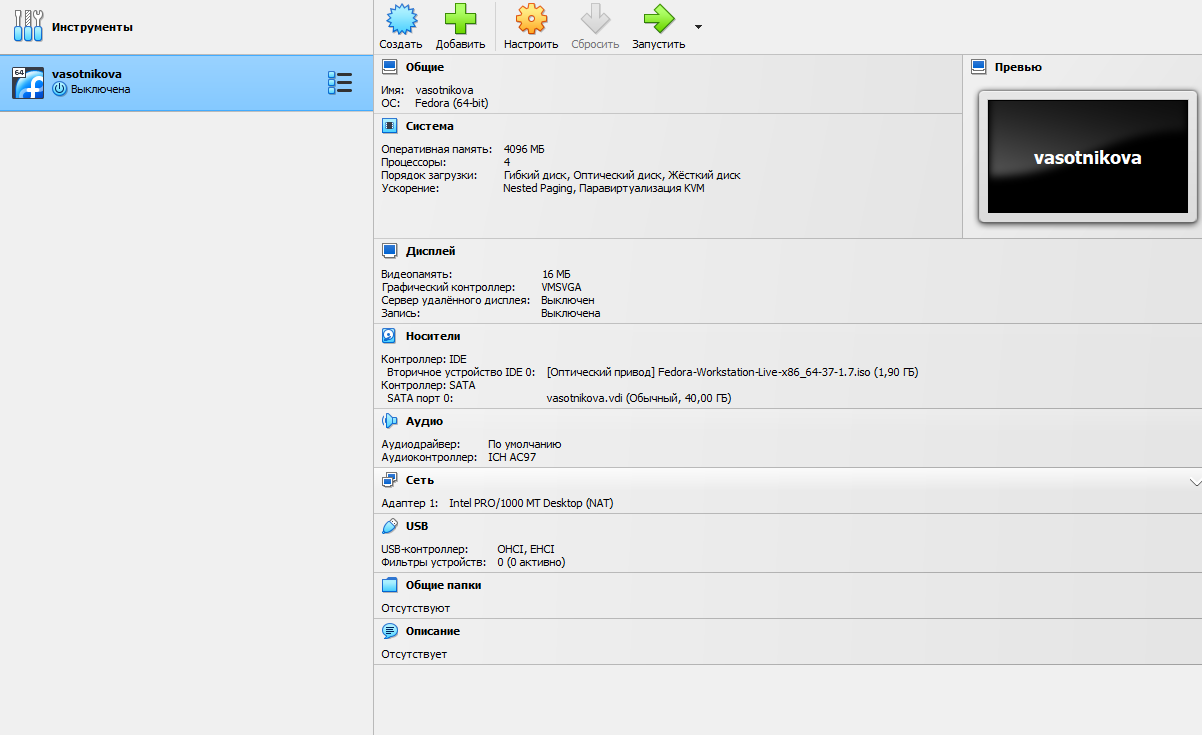 Инструменты
64
vasotnikova
Выключена
Создать Добавить Настроить Сбросить Запустить
Общие
Имя: vasotnikova
ОС: Fedora (64-bit)
Превью
vasotnikova
Система
Оперативная память: 4096 МБ
Процессоры: 4
Порядок загрузки: Гибкий диск, Оптический диск, Жёсткий диск
Ускорение: Nested Paging, Паравиртуализация KVM
Дисплей
Видеопамять: 16 МБ
Графический контроллер: VMSVGA
Сервер удалённого дисплея: Выключен
Запись: Выключена
Носители
Контроллер: IDE
Вторичное устройство IDE 0: [Оптический привод] Fedora-Workstation-Live-x86_64-37-1.7.iso (1,90 ГБ)
Контроллер: SATA
SATA порт 0: vasotnikova.vdi (Обычный, 40,00 ГБ)
Аудио
Аудиодрайвер: По умолчанию
Аудиоконтроллер: ICH AC97
Сеть
Адаптер 1: Intel PRO/1000 MT Desktop (NAT)
USB
USB-контроллер: OHCI, EHCI
Фильтры устройств: 0 (0 активно)
Общие папки
Отсутствуют
Описание
Отсутствует